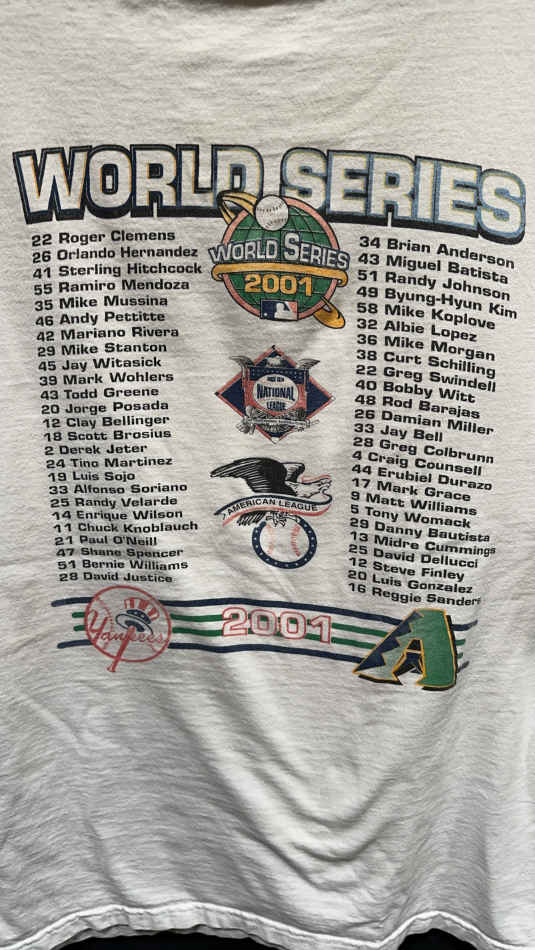 WORLD SERIES
22 Roger Clemens
26 Orlando Hernandez
41 Sterling Hitchcock
55 Ramiro Mendoza
35 Mike Mussina
46 Andy Pettitte
42 Mariano Rivera
29 Mike Stanton
45 Jay Witasick
39 Mark Wohlers
43 Todd Greene
20 Jorge Posada
12 Clay Bellinger
18 Scott Brosius
2 Derek Jeter
24 Tino Martinez
19 Luis Sojo
33 Alfonso Soriano
25 Randy Velarde
14 Enrique Wilson
11 Chuck Knoblauch
21 Paul O'Neill
47 Shane Spencer
51 Bernie Williams
28 David Justice
WORLD SERIES
2001
NATIONAL
LEAGUE
AMERICAN LEAGUE
34 Brian Anderson
43 Miguel Batista
51 Randy Johnson
49 Byung-Hyun Kim
58 Mike Koplove
32 Albie Lopez
36 Mike Morgan
38 Curt Schilling
22 Greg Swindell
40 Bobby Witt
48 Rod Barajas
26 Damian Miller
33 Jay Bell
28 Greg Colbrunn
4 Craig Counsell
44 Erubiel Durazo
17 Mark Grace
9 Matt Williams
5 Tony Womack
29 Danny Bautista
13 Midre Cummings
25 David Dellucci
12 Steve Finley
20 Luis Gonzalez
16 Reggie Sanders
Yankees
2001
A